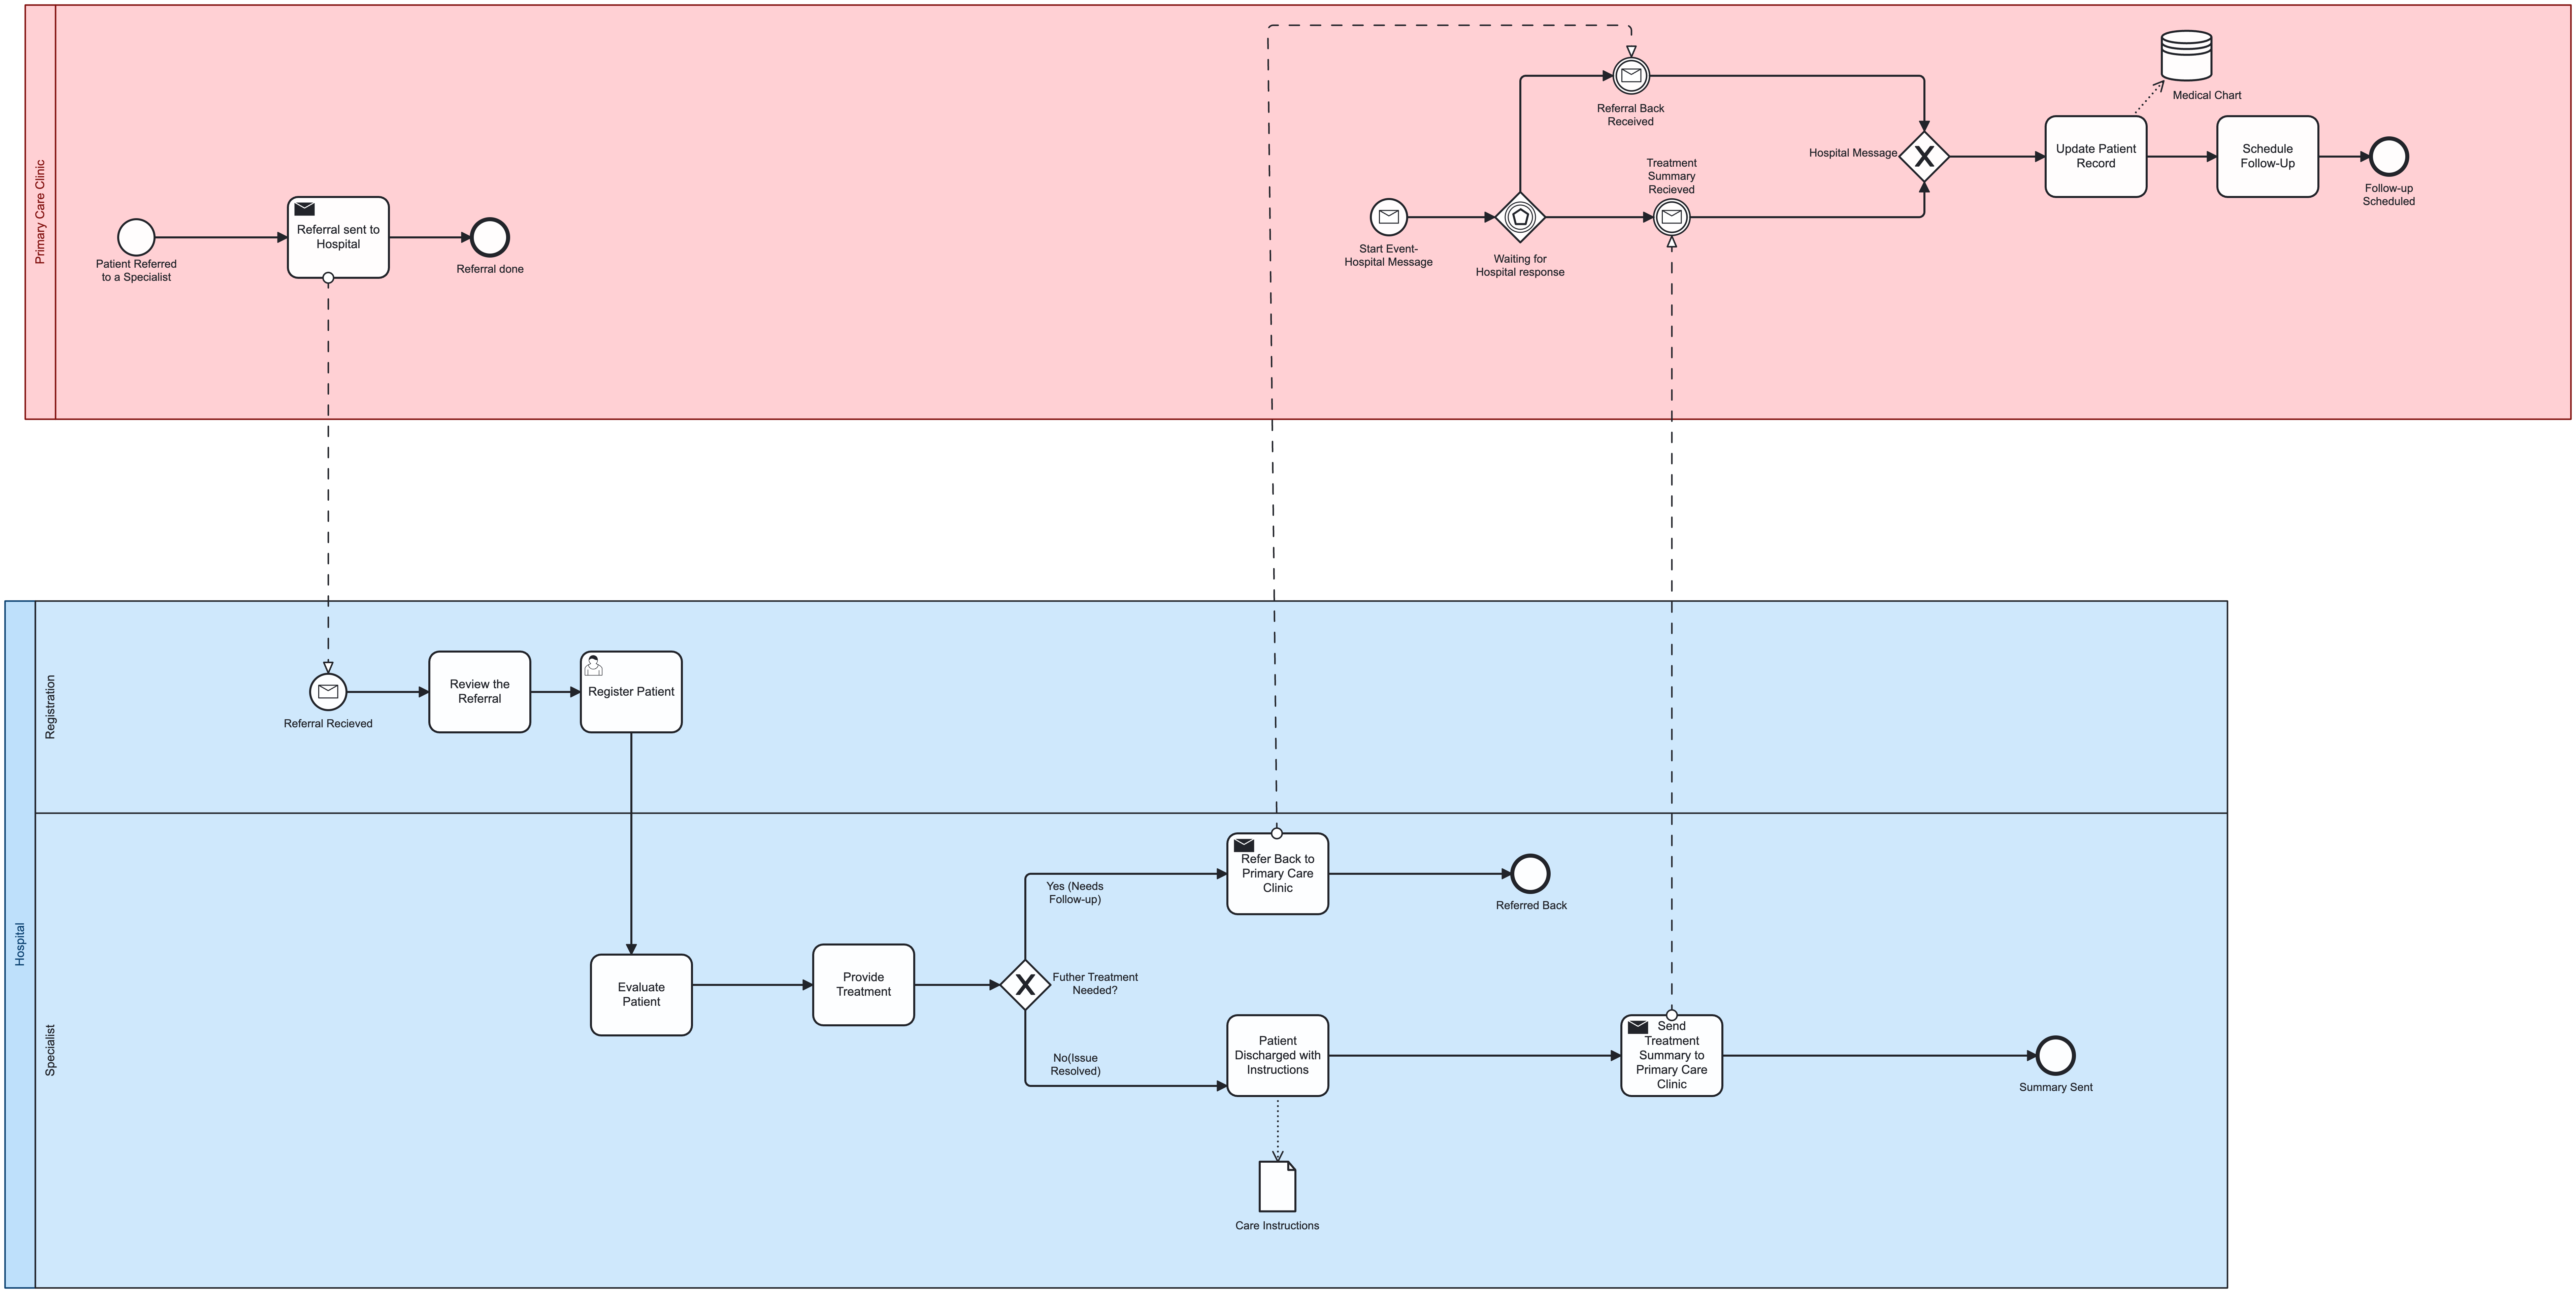 Primary Care Clinic
Patient Referred
to a Specialist
Referral sent to
Hospital
Referral done
Start Event-
Hospital Message
Waiting for
Hospital response
Referral Back
Received
Treatment
Summary
Recieved
Hospital Message
Update Patient
Record
Medical Chart
Schedule
Follow-Up
Follow-up
Scheduled
Hospital
Registration
Referral Recieved
Review the
Referral
Register Patient
Specialist
Evaluate
Patient
Provide
Treatment
Futher Treatment
Needed?
Yes (Needs
Follow-up)
No(Issue
Resolved)
Refer Back to
Primary Care
Clinic
Referred Back
Patient
Discharged with
Instructions
Care Instructions
Send
Treatment
Summary to
Primary Care
Clinic
Summary Sent